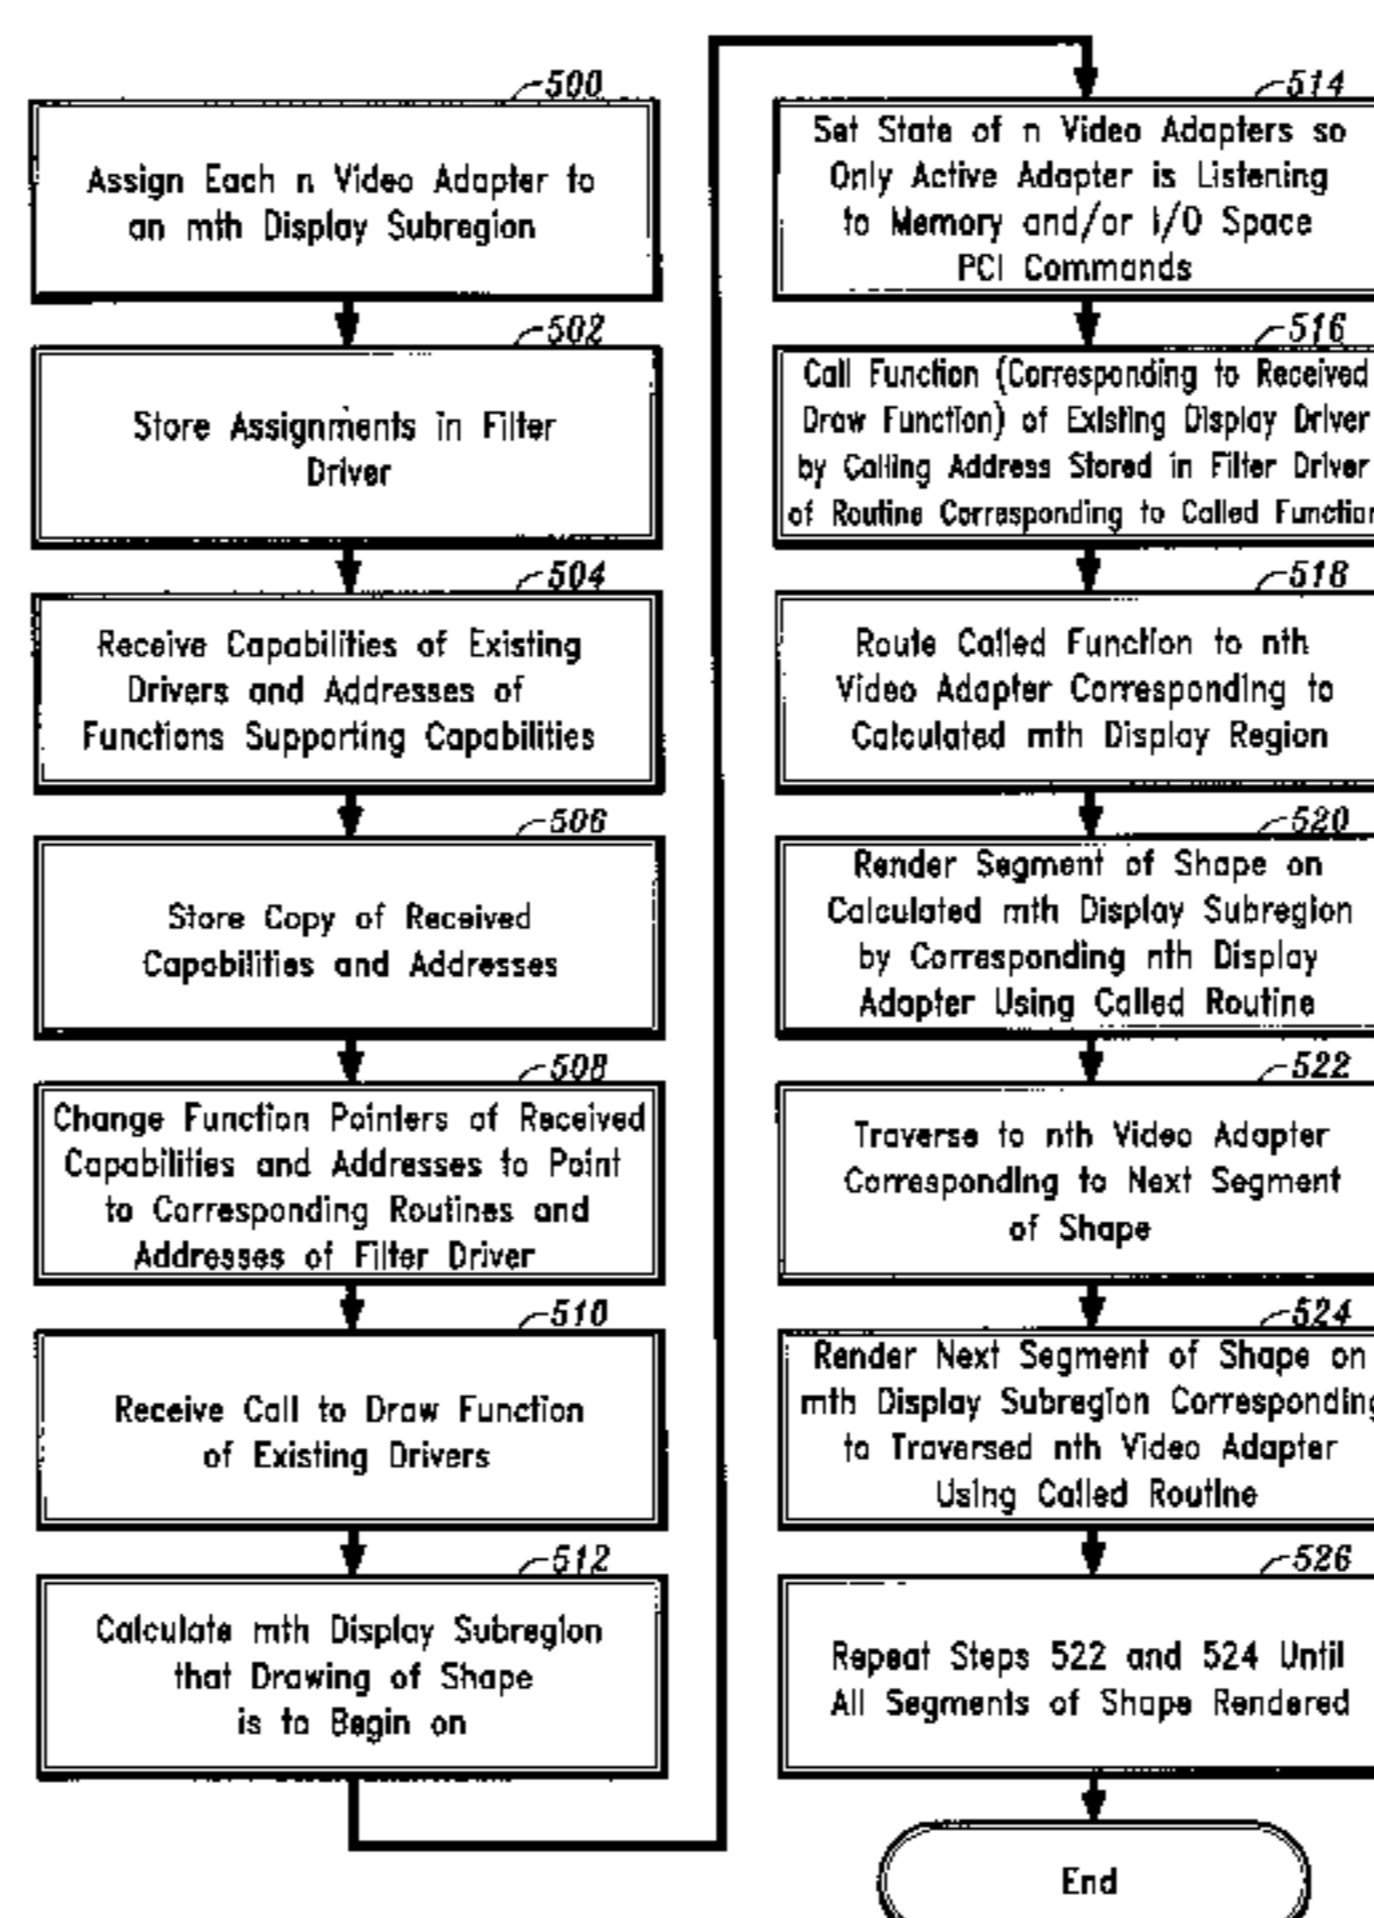 500
Assign Each n Video Adapter to
an mth Display Subregion
502
Store Assignments in Filter
Driver
504
Receive Capabilities of Existing
Drivers and Addresses of
Functions Supporting Capabilities
506
Store Copy of Received
Capabilities and Addresses
508
Change Function Pointers of Received
Capabilities and Addresses to Point
to Corresponding Routines and
Addresses of Filter Driver
510
Receive Call to Draw Function
of Existing Drivers
512
Calculate mth Display Subregion
that Drawing of Shape
is to Begin on
514
Set State of n Video Adapters so
Only Active Adapter is Listening
to Memory and/or I/O Space
PCI Commands
516
Call Function (Corresponding to Received
Draw Function) of Existing Display Driver
by Calling Address Stored in Filter Driver
of Routine Corresponding to Called Function
518
Route Called Function to nth
Video Adapter Corresponding to
Calculated mth Display Region
520
Render Segment of Shape on
Calculated mth Display Subregion
by Corresponding nth Display
Adapter Using Called Routine
522
Traverse to nth Video Adapter
Corresponding to Next Segment
of Shape
524
Render Next Segment of Shape on
mth Display Subregion Corresponding
to Traversed nth Video Adapter
Using Called Routine
526
Repeat Steps 522 and 524 Until
All Segments of Shape Rendered
End